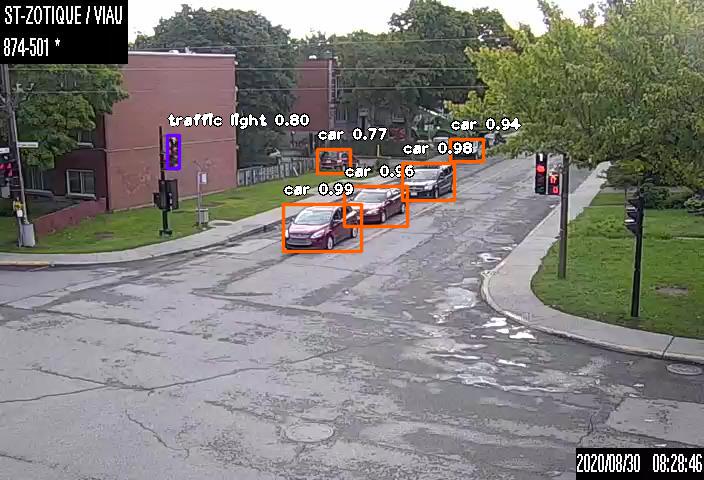 ST-ZOTIQUE / VIAU
874-501 *
traffic light 0.80
car 0.77
car 0.94
car 0.98
car 0.96
car 0.99
2020/08/30 08:28:46